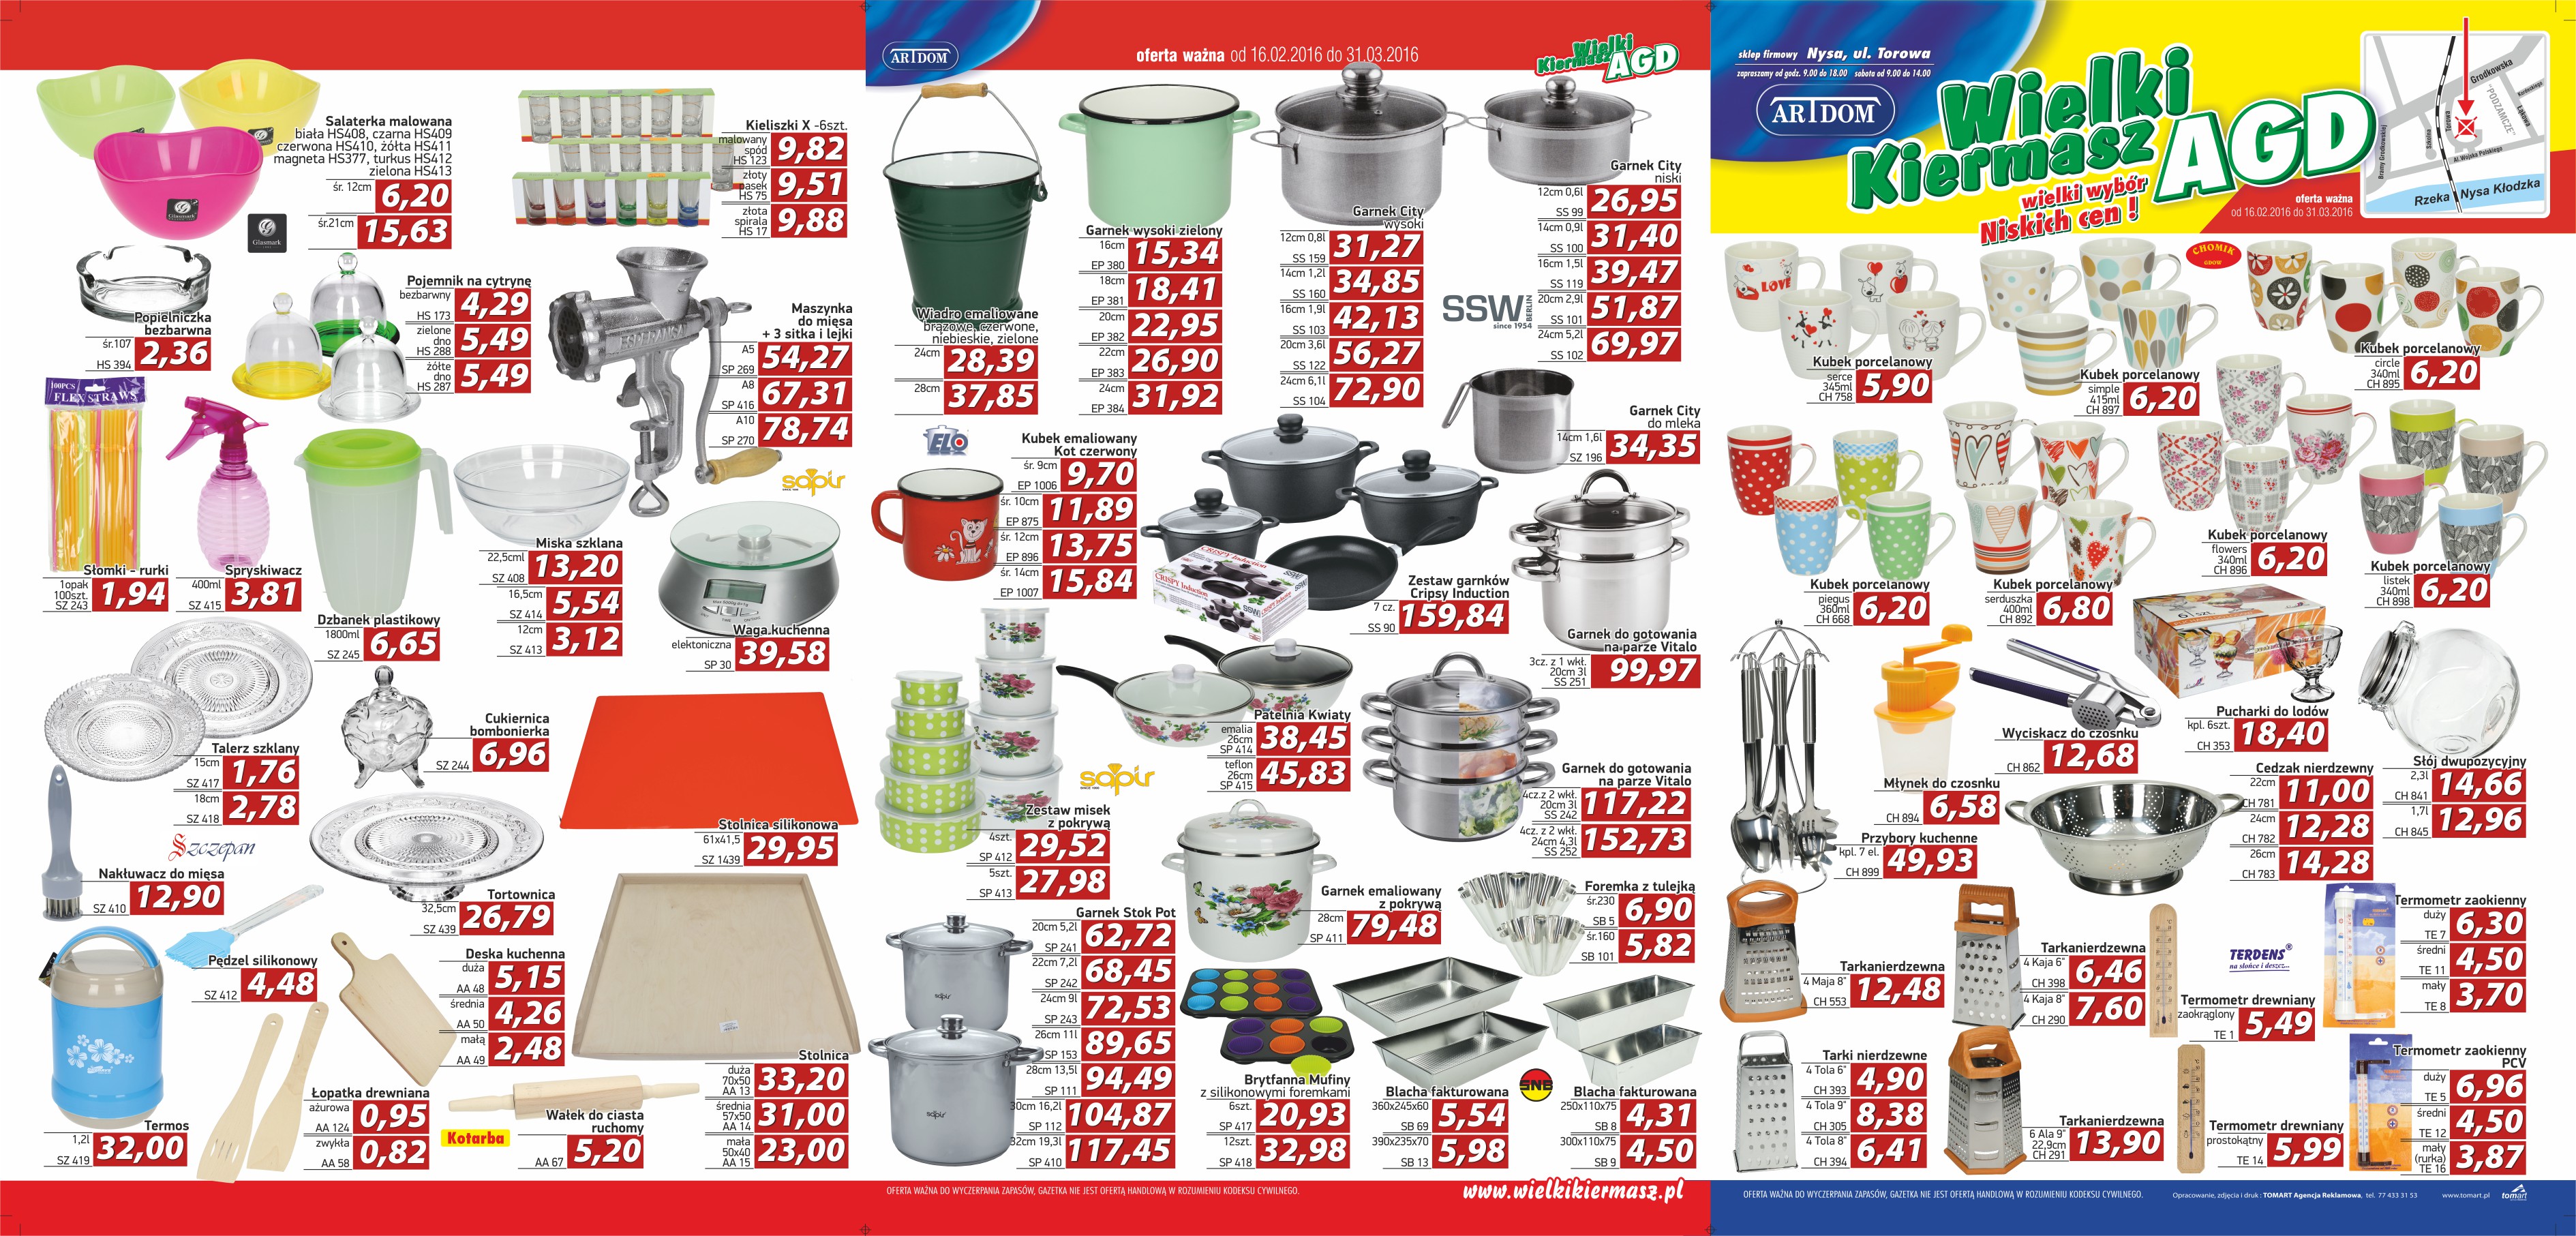 Salaterka malowana
biała HS408, czarna HS409
czerwona HS410, żółta HS411
magneta HS377, turkus HS412
zielona HS413
śr. 12cm 6,20
śr.21cm 15,63
Glasmark
Kieliszki X -6szt.
malowany spód HS 123 9,82
złoty pasek HS 75 9,51
złota spirala HS 17 9,88
Popielniczka
bezbarwna
śr.107
HS 394 2,36
Pojemnik na cytrynę
bezbarwny HS 173 4,29
zielone dno HS 288 5,49
żółte dno HS 287 5,49
Maszynka
do mięsa
+ 3 sitka i lejki
A5 SP 269 54,27
A8 SP 416 67,31
A10 SP 270 78,74
ESPERANZA
sapir
100PCS
FLEX STRAWS
Słomki - rurki
1opak 100szt. SZ 243 1,94
Spryskiwacz
400ml SZ 415 3,81
Dzbanek plastikowy
1800ml SZ 245 6,65
Miska szklana
22,5cml SZ 408 13,20
16,5cm SZ 414 5,54
12cm SZ 413 3,12
Waga kuchenna
elektoniczna SP 30 39,58
Talerz szklany
15cm SZ 417 1,76
18cm SZ 418 2,78
Cukiernica
bombonierka
SZ 244 6,96
Szczepan
Stolnica silikonowa
61x41,5 SZ 1439 29,95
Nakłuwacz do mięsa
SZ 410 12,90
Tortownica
32,5cm SZ 439 26,79
Pędzel silikonowy
SZ 412 4,48
Deska kuchenna
duża AA 48 5,15
średnia AA 50 4,26
małą AA 49 2,48
Termos
1,2l SZ 419 32,00
Łopatka drewniana
ażurowa AA 124 0,95
zwykła AA 58 0,82
Kotarba
Wałek do ciasta
ruchomy
AA 67 5,20
Stolnica
duża 70x50 AA 13 33,20
średnia 57x50 AA 14 31,00
mała 50x40 AA 15 23,00
ARTDOM
oferta ważna od 16.02.2016 do 31.03.2016
Wielki
Kiermasz AGD
Wiadro emaliowane
brązowe, czerwone,
niebieskie, zielone
24cm 28,39
28cm 37,85
Garnek wysoki zielony
16cm EP 380 15,34
18cm EP 381 18,41
20cm EP 382 22,95
22cm EP 383 26,90
24cm EP 384 31,92
Garnek City
wysoki
12cm 0,8l SS 159 31,27
14cm 1,2l SS 160 34,85
16cm 1,9l SS 103 42,13
20cm 3,6l SS 122 56,27
24cm 6,1l SS 104 72,90
Garnek City
niski
12cm 0,6l SS 99 26,95
14cm 0,9l SS 100 31,40
16cm 1,5l SS 119 39,47
20cm 2,9l SS 101 51,87
24cm 5,2l SS 102 69,97
SSW BERLIN
since 1954
Garnek City
do mleka
14cm 1,6l SZ 196 34,35
ELO
Kubek emaliowany
Kot czerwony
śr. 9cm EP 1006 9,70
śr. 10cm EP 875 11,89
śr. 12cm EP 896 13,75
śr. 14cm EP 1007 15,84
CRISPY Induction
SSW
Zestaw garnków
Cripsy Induction
7 cz. SS 90 159,84
Garnek do gotowania
na parze Vitalo
3cz. z 1 wkł. 20cm 3l SS 251 99,97
Patelnia Kwiaty
emalia 26cm SP 414 38,45
teflon 26cm SP 415 45,83
sapir
Zestaw misek
z pokrywą
4szt. SP 412 29,52
5szt. SP 413 27,98
Garnek do gotowania
na parze Vitalo
4cz.z 2 wkł. 20cm 3l SS 242 117,22
4cz. z 2 wkł. 24cm 4,3l SS 252 152,73
Garnek emaliowany
z pokrywą
28cm SP 411 79,48
Foremka z tulejką
śr.230 SB 5 6,90
śr.160 SB 101 5,82
Garnek Stok Pot
20cm 5,2l SP 241 62,72
22cm 7,2l SP 242 68,45
24cm 9l SP 243 72,53
26cm 11l SP 153 89,65
28cm 13,5l SP 111 94,49
30cm 16,2l SP 112 104,87
32cm 19,3l SP 410 117,45
sapir
sapir
Brytfanna Mufiny
z silikonowymi foremkami
6szt. SP 417 20,93
12szt. SP 418 32,98
Blacha fakturowana
360x245x60 SB 69 5,54
390x235x70 SB 13 5,98
SNB
Blacha fakturowana
250x110x75 SB 8 4,31
300x110x75 SB 9 4,50
OFERTA WAŻNA DO WYCZERPANIA ZAPASÓW, GAZETKA NIE JEST OFERTĄ HANDLOWĄ W ROZUMIENIU KODEKSU CYWILNEGO.
www.wielkikiermasz.pl
sklep firmowy Nysa, ul. Torowa
zapraszamy od godz. 9.00 do 18.00 sobota od 9.00 do 14.00
ARTDOM
Wielki
Kiermasz AGD
wielki wybór
Niskich cen !
oferta ważna
od 16.02.2016 do 31.03.2016
Grodkowska
"PODZAMCZE"
Łąkowa
Torowa
Szkolna
Al. Wojska Polskiego
Bramy Grodkowskiej
Rzeka Nysa Kłodzka
CHOMIK
GDOW
LOVE
Kubek porcelanowy
serce 345ml CH 758 5,90
Kubek porcelanowy
simple 415ml CH 897 6,20
Kubek porcelanowy
circle 340ml CH 895 6,20
Kubek porcelanowy
piegus 360ml CH 668 6,20
Kubek porcelanowy
serduszka 400ml CH 892 6,80
Kubek porcelanowy
flowers 340ml CH 896 6,20
Kubek porcelanowy
listek 340ml CH 898 6,20
Wyciskacz do czosnku
CH 862 12,68
Pucharki do lodów
kpl. 6szt. CH 353 18,40
Młynek do czosnku
CH 894 6,58
Słój dwupozycyjny
2,3l CH 841 14,66
1,7l CH 845 12,96
Przybory kuchenne
kpl. 7 el. CH 899 49,93
Cedzak nierdzewny
22cm CH 781 11,00
24cm CH 782 12,28
26cm CH 783 14,28
Tarkanierdzewna
4 Maja 8" CH 553 12,48
Tarkanierdzewna
4 Kaja 6" CH 398 6,46
4 Kaja 8" CH 290 7,60
TERDENS®
na słońce i deszcz...
Termometr drewniany
zaokrąglony TE 1 5,49
Termometr zaokienny
duży TE 7 6,30
średni TE 11 4,50
mały TE 8 3,70
Tarki nierdzewne
4 Tola 6" CH 393 4,90
4 Tola 9" CH 305 8,38
4 Tola 8" CH 394 6,41
Tarkanierdzewna
6 Ala 9" 22,9cm CH 291 13,90
Termometr drewniany
prostokątny TE 14 5,99
Termometr zaokienny
PCV
duży TE 5 6,96
średni TE 12 4,50
mały (rurka) TE 16 3,87
OFERTA WAŻNA DO WYCZERPANIA ZAPASÓW, GAZETKA NIE JEST OFERTĄ HANDLOWĄ W ROZUMIENIU KODEKSU CYWILNEGO.
Opracowanie, zdjęcia i druk : TOMART Agencja Reklamowa, tel. 77 433 31 53 www.tomart.pl tomart